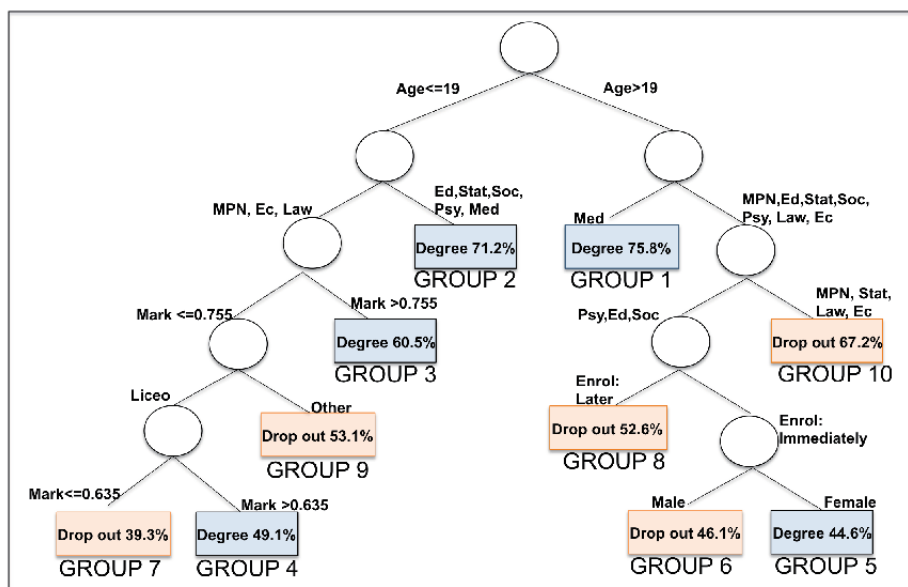 Age<=19
Age>19
MPN, Ec, Law
Ed,Stat,Soc,
Psy, Med
Med
MPN,Ed,Stat,Soc,
Psy, Law, Ec
Degree 71.2%
GROUP 2
Degree 75.8%
GROUP 1
Mark <=0.755
Mark >0.755
Psy,Ed,Soc
MPN, Stat,
Law, Ec
Degree 60.5%
GROUP 3
Drop out 67.2%
GROUP 10
Liceo
Other
Enrol:
Later
Enrol:
Immediately
Drop out 53.1%
GROUP 9
Drop out 52.6%
GROUP 8
Mark<=0.635
Mark >0.635
Male
Female
Drop out 39.3%
GROUP 7
Degree 49.1%
GROUP 4
Drop out 46.1%
GROUP 6
Degree 44.6%
GROUP 5